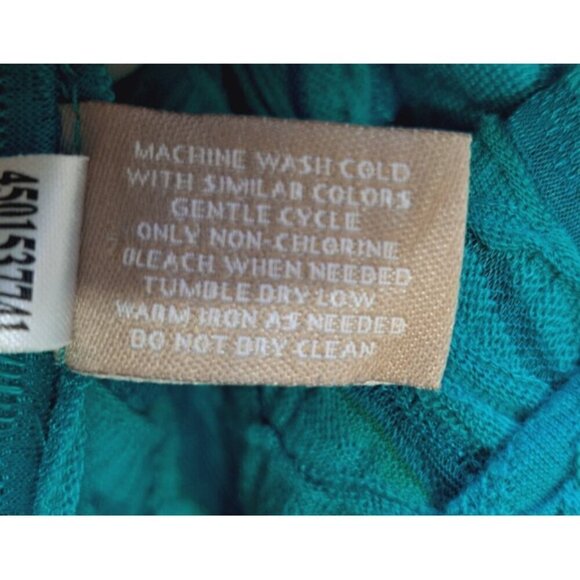 MACHINE WASH COLD
WITH SIMILAR COLORS
GENTLE CYCLE
ONLY NON-CHLORINE
BLEACH WHEN NEEDED
TUMBLE DRY LOW
WARM IRON AS NEEDED
DO NOT DRY CLEAN
4501537741